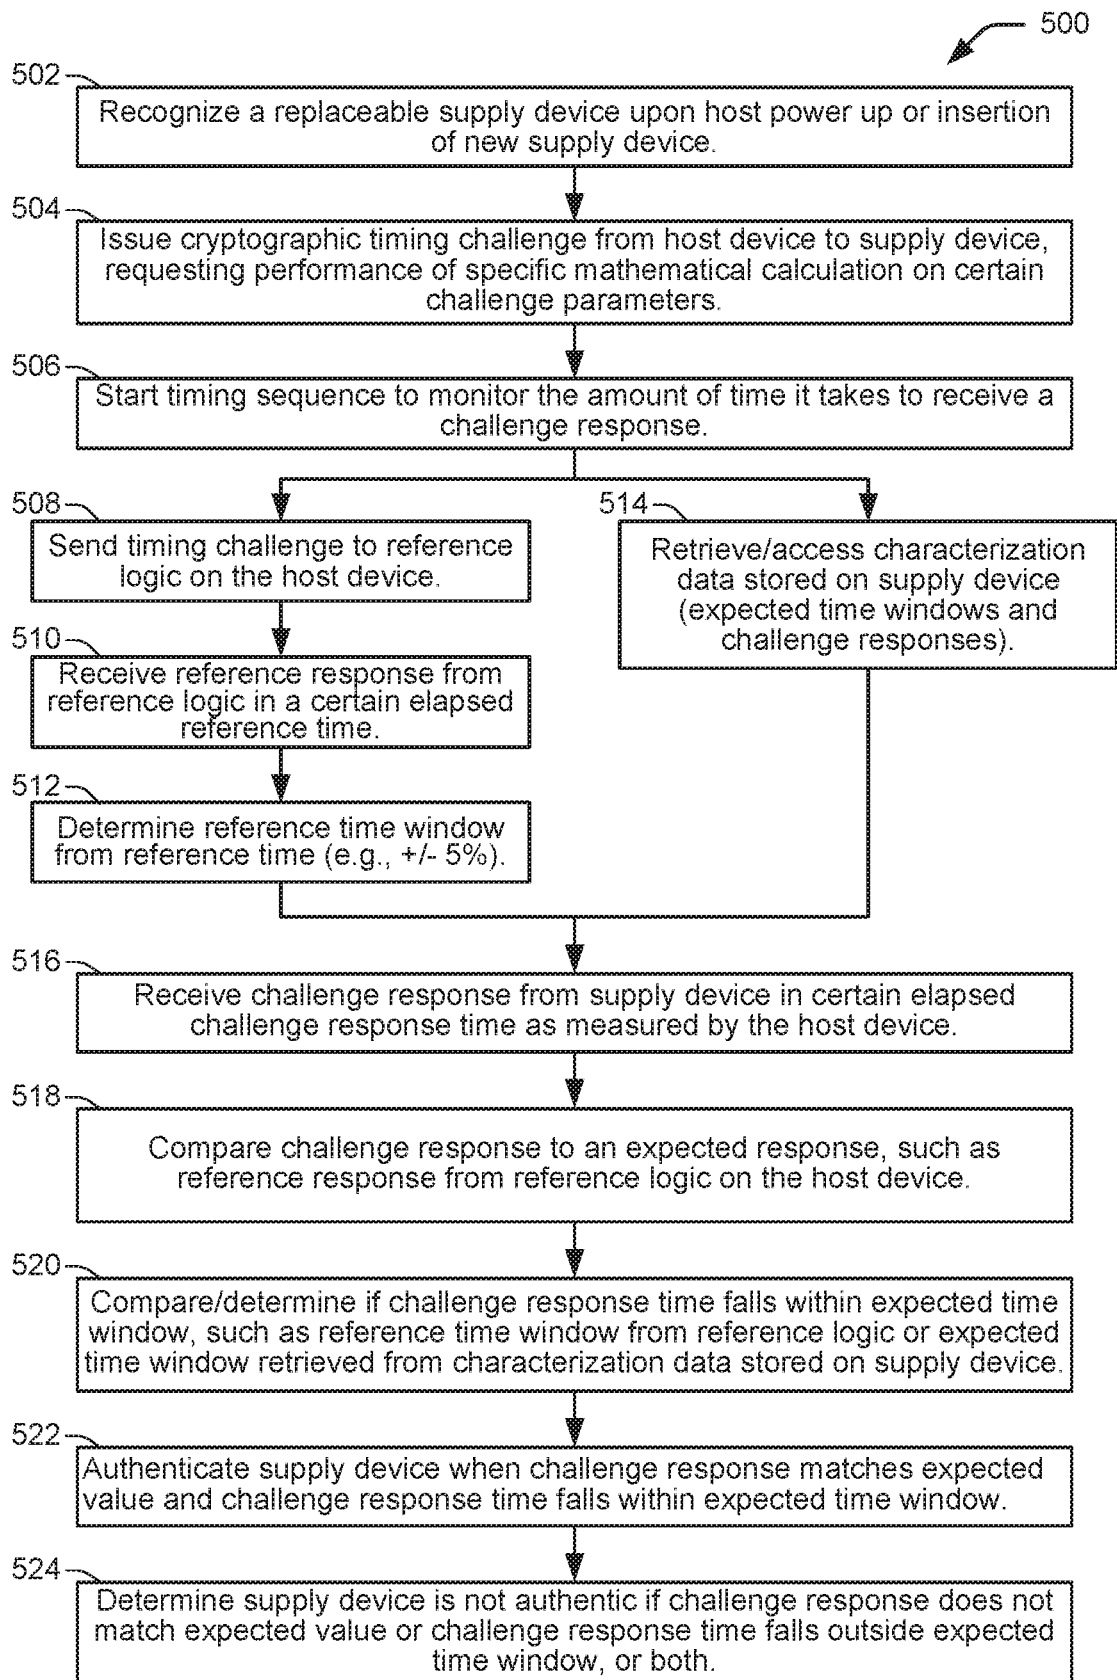 500
502
Recognize a replaceable supply device upon host power up or insertion
of new supply device.
504
Issue cryptographic timing challenge from host device to supply device,
requesting performance of specific mathematical calculation on certain
challenge parameters.
506
Start timing sequence to monitor the amount of time it takes to receive a
challenge response.
508
Send timing challenge to reference
logic on the host device.
510
Receive reference response from
reference logic in a certain elapsed
reference time.
512
Determine reference time window
from reference time (e.g., +/- 5%).
514
Retrieve/access characterization
data stored on supply device
(expected time windows and
challenge responses).
516
Receive challenge response from supply device in certain elapsed
challenge response time as measured by the host device.
518
Compare challenge response to an expected response, such as
reference response from reference logic on the host device.
520
Compare/determine if challenge response time falls within expected time
window, such as reference time window from reference logic or expected
time window retrieved from characterization data stored on supply device.
522
Authenticate supply device when challenge response matches expected
value and challenge response time falls within expected time window.
524
Determine supply device is not authentic if challenge response does not
match expected value or challenge response time falls outside expected
time window, or both.